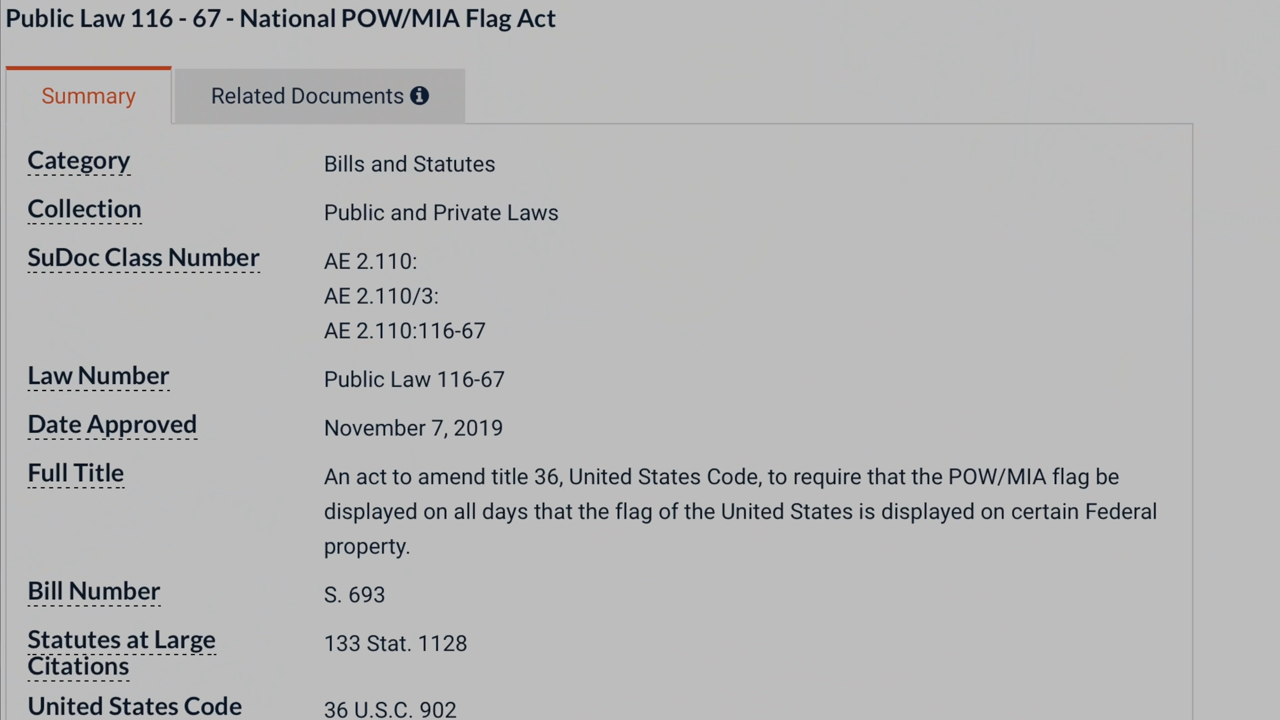 Public Law 116 - 67 - National POW/MIA Flag Act
Summary
Related Documents
Category
Bills and Statutes
Collection
Public and Private Laws
SuDoc Class Number
AE 2.110:
AE 2.110/3:
AE 2.110:116-67
Law Number
Public Law 116-67
Date Approved
November 7, 2019
Full Title
An act to amend title 36, United States Code, to require that the POW/MIA flag be
displayed on all days that the flag of the United States is displayed on certain Federal
property.
Bill Number
S. 693
Statutes at Large
Citations
133 Stat. 1128
United States Code
36 U.S.C. 902